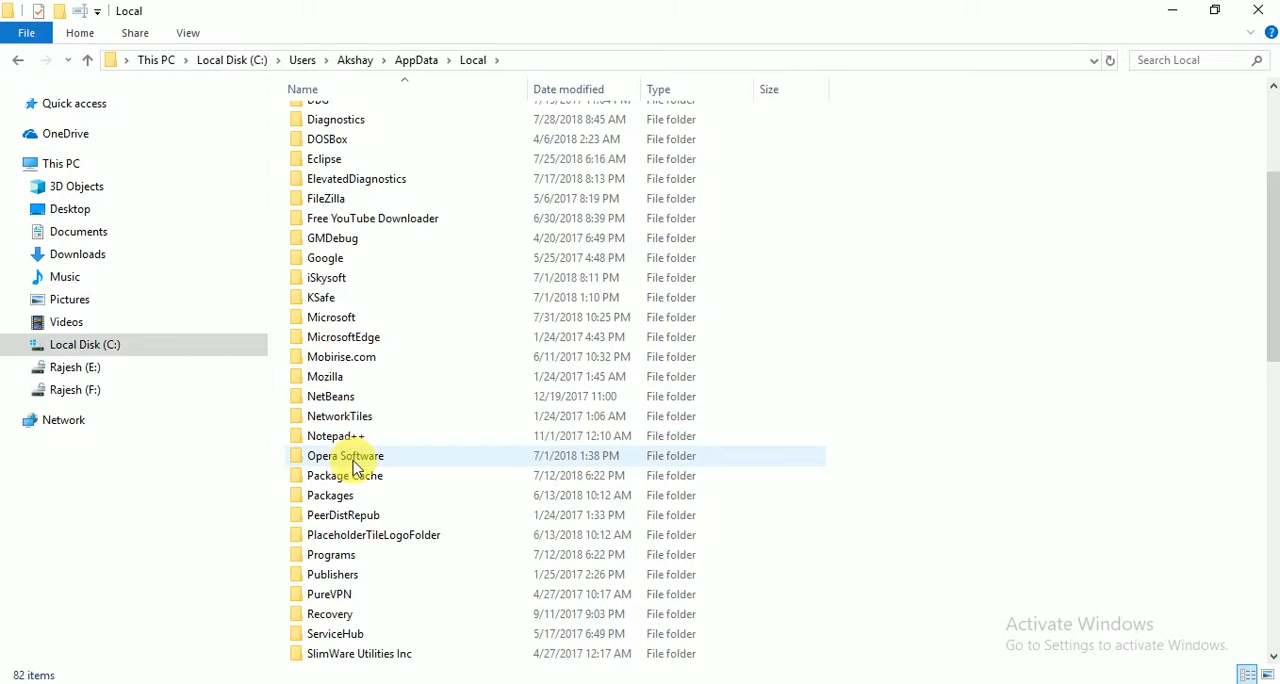 Local
File Home Share View
This PC Local Disk (C:) Users Akshay AppData Local
Search Local
Name Date modified Type Size
Quick access
OneDrive
This PC
3D Objects
Desktop
Documents
Downloads
Music
Pictures
Videos
Local Disk (C:)
Rajesh (E:)
Rajesh (F:)
Network
Diagnostics 7/28/2018 8:45 AM File folder
DOSBox 4/6/2018 2:23 AM File folder
Eclipse 7/25/2018 6:16 AM File folder
ElevatedDiagnostics 7/17/2018 8:13 PM File folder
FileZilla 5/6/2017 8:19 PM File folder
Free YouTube Downloader 6/30/2018 8:39 PM File folder
GMDebug 4/20/2017 6:49 PM File folder
Google 5/25/2017 4:48 PM File folder
iSkysoft 7/1/2018 8:11 PM File folder
KSafe 7/1/2018 1:10 PM File folder
Microsoft 7/31/2018 10:25 PM File folder
MicrosoftEdge 1/24/2017 4:43 PM File folder
Mobirise.com 6/11/2017 10:32 PM File folder
Mozilla 1/24/2017 1:45 AM File folder
NetBeans 12/19/2017 11:00 File folder
NetworkTiles 1/24/2017 1:06 AM File folder
Notepad++ 11/1/2017 12:10 AM File folder
Opera Software 7/1/2018 1:38 PM File folder
Package Cache 7/12/2018 6:22 PM File folder
Packages 6/13/2018 10:12 AM File folder
PeerDistRepub 1/24/2017 1:33 PM File folder
PlaceholderTileLogoFolder 6/13/2018 10:12 AM File folder
Programs 7/12/2018 6:22 PM File folder
Publishers 1/25/2017 2:26 PM File folder
PureVPN 4/27/2017 10:17 AM File folder
Recovery 9/11/2017 9:03 PM File folder
ServiceHub 5/17/2017 6:49 PM File folder
SlimWare Utilities Inc 4/27/2017 12:17 AM File folder
Activate Windows
Go to Settings to activate Windows.
82 items